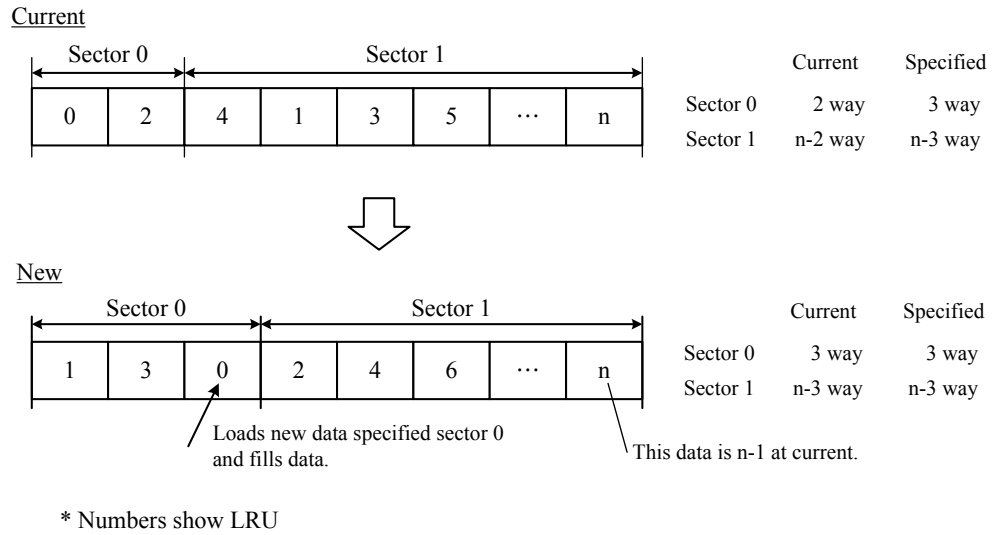 Current
Sector 0 Sector 1
Current Specified
0 2 4 1 3 5 … n
Sector 0 2 way 3 way
Sector 1 n-2 way n-3 way
New
Sector 0 Sector 1
Current Specified
1 3 0 2 4 6 … n
Sector 0 3 way 3 way
Sector 1 n-3 way n-3 way
Loads new data specified sector 0
and fills data.
This data is n-1 at current.
* Numbers show LRU